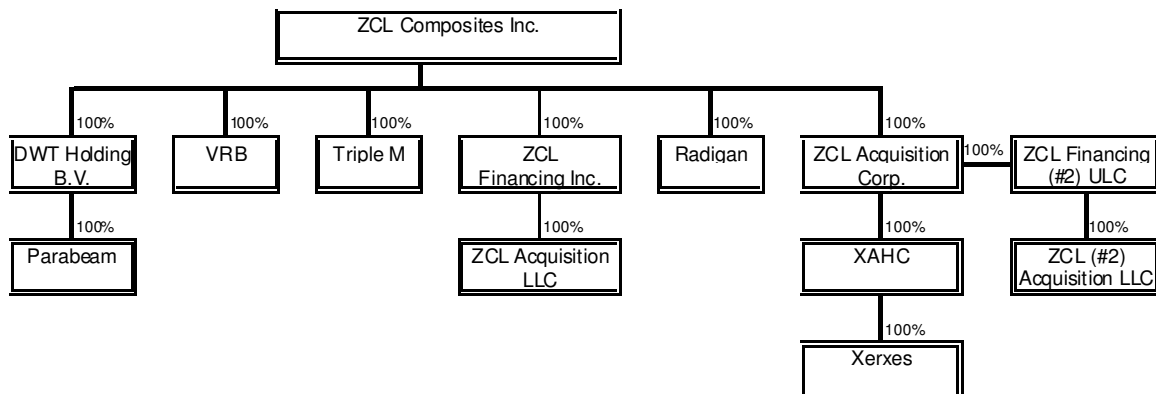 ZCL Composites Inc.
100% 100% 100% 100% 100% 100%
DWT Holding
B.V.
VRB
Triple M
ZCL
Financing Inc.
Radigan
ZCL Acquisition
Corp.
100%
ZCL Financing
(#2) ULC
100% 100% 100% 100%
Parabeam
ZCL Acquisition
LLC
XAHC
ZCL (#2)
Acquisition LLC
100%
Xerxes